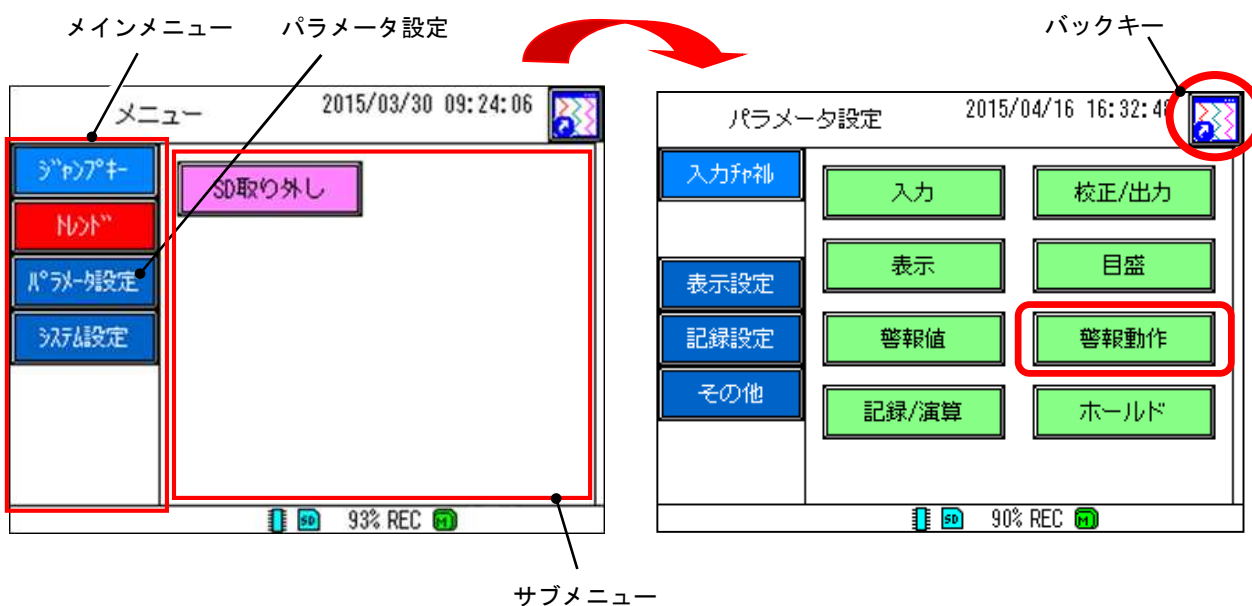 メインメニュー
パラメータ設定
バックキー
メニュー
2015/03/30 09:24:06
ｼﾞｬﾝﾌﾟｷｰ
ﾄﾚﾝﾄﾞ
ﾊﾟﾗﾒｰﾀ設定
ｼｽﾃﾑ設定
SD取り外し
SD
93% REC
M
サブメニュー
パラメータ設定
2015/04/16 16:32:48
入力ﾁｬﾈﾙ
表示設定
記録設定
その他
入力
校正/出力
表示
目盛
警報値
警報動作
記録/演算
ホールド
SD
90% REC
M